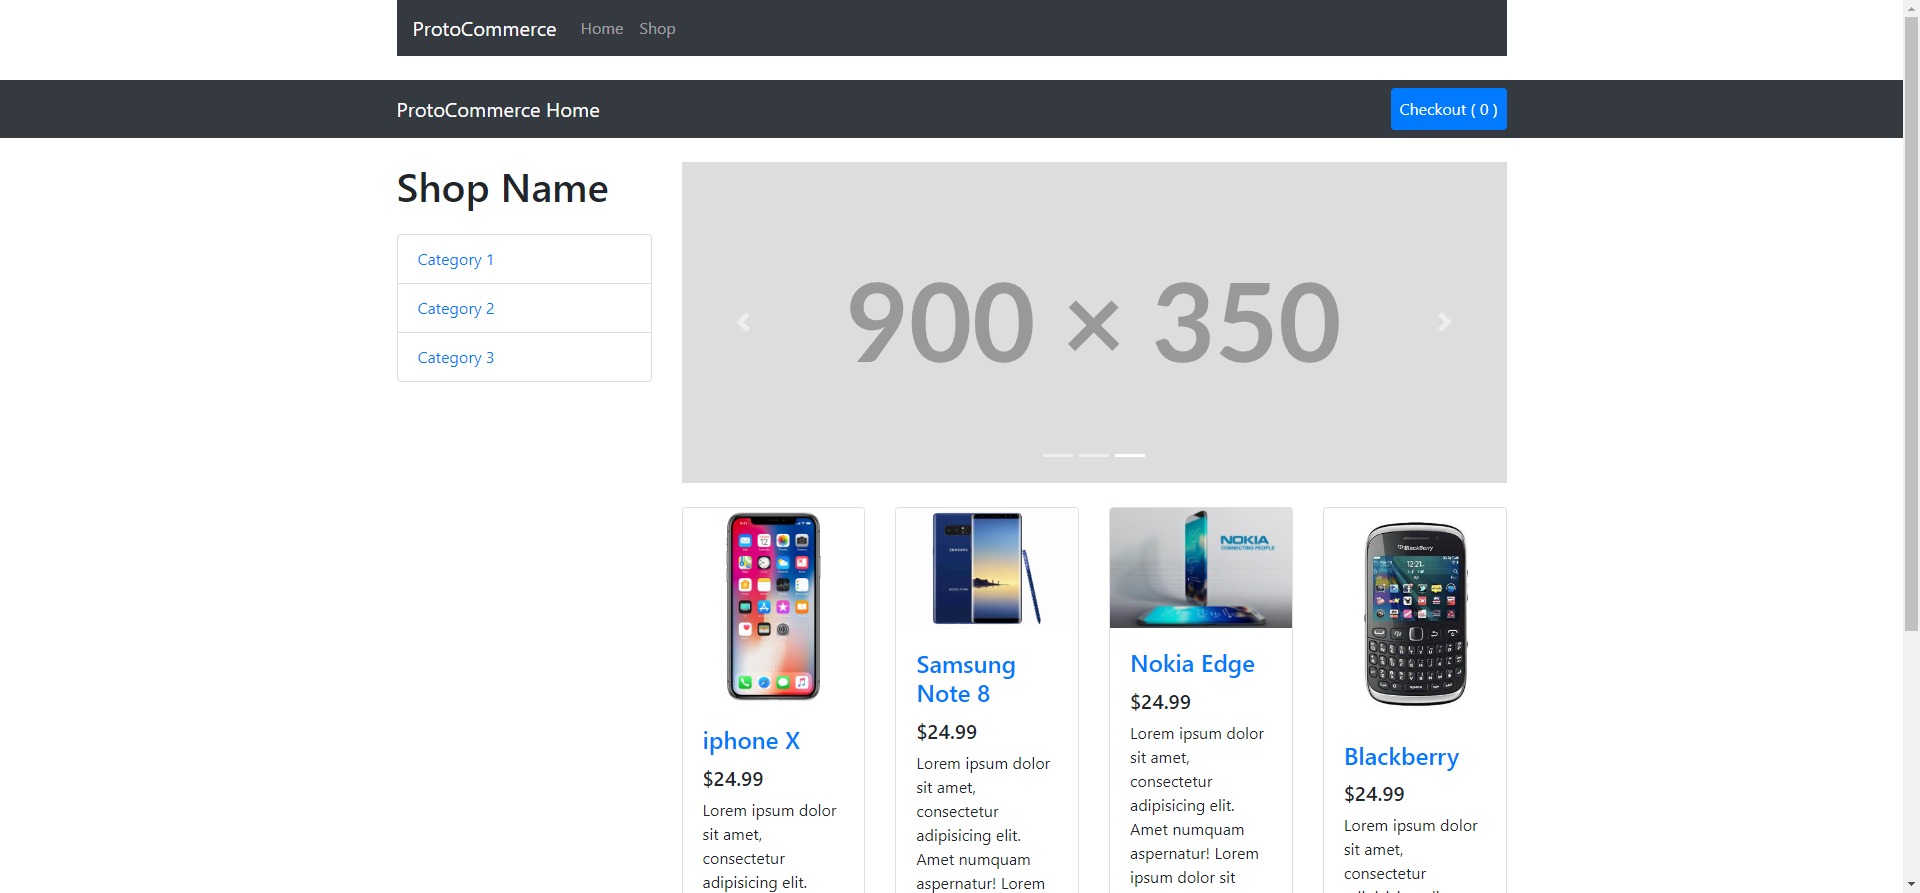 ProtoCommerce Home Shop
ProtoCommerce Home
Checkout ( 0 )
Shop Name
Category 1
Category 2
Category 3
900 × 350
NOKIA
CONNECTING PEOPLE
BlackBerry
12:21
SAMSUNG
iphone X
$24.99
Lorem ipsum dolor
sit amet,
consectetur
adipisicing elit.
Samsung
Note 8
$24.99
Lorem ipsum dolor
sit amet,
consectetur
adipisicing elit.
Amet numquam
aspernatur! Lorem
Nokia Edge
$24.99
Lorem ipsum dolor
sit amet,
consectetur
adipisicing elit.
Amet numquam
aspernatur! Lorem
ipsum dolor sit
Blackberry
$24.99
Lorem ipsum dolor
sit amet,
consectetur